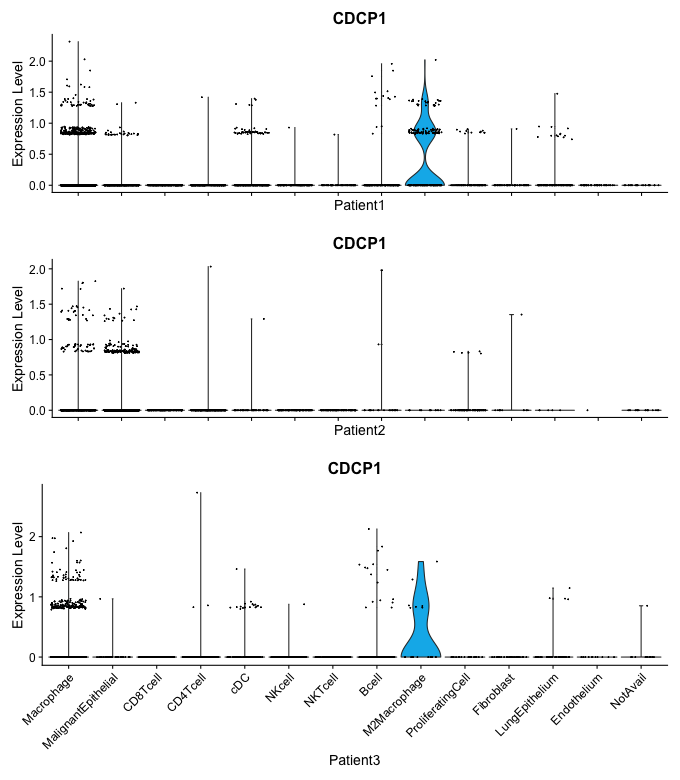 CDCP1
Expression Level
2.0
1.5
1.0
0.5
0.0
Patient1
CDCP1
Expression Level
2.0
1.5
1.0
0.5
0.0
Patient2
CDCP1
Expression Level
2
1
0
Macrophage
MalignantEpithelial
CD8Tcell
CD4Tcell
cDC
NKcell
NKTcell
Bcell
M2Macrophage
ProliferatingCell
Fibroblast
LungEpithelium
Endothelium
NotAvail
Patient3